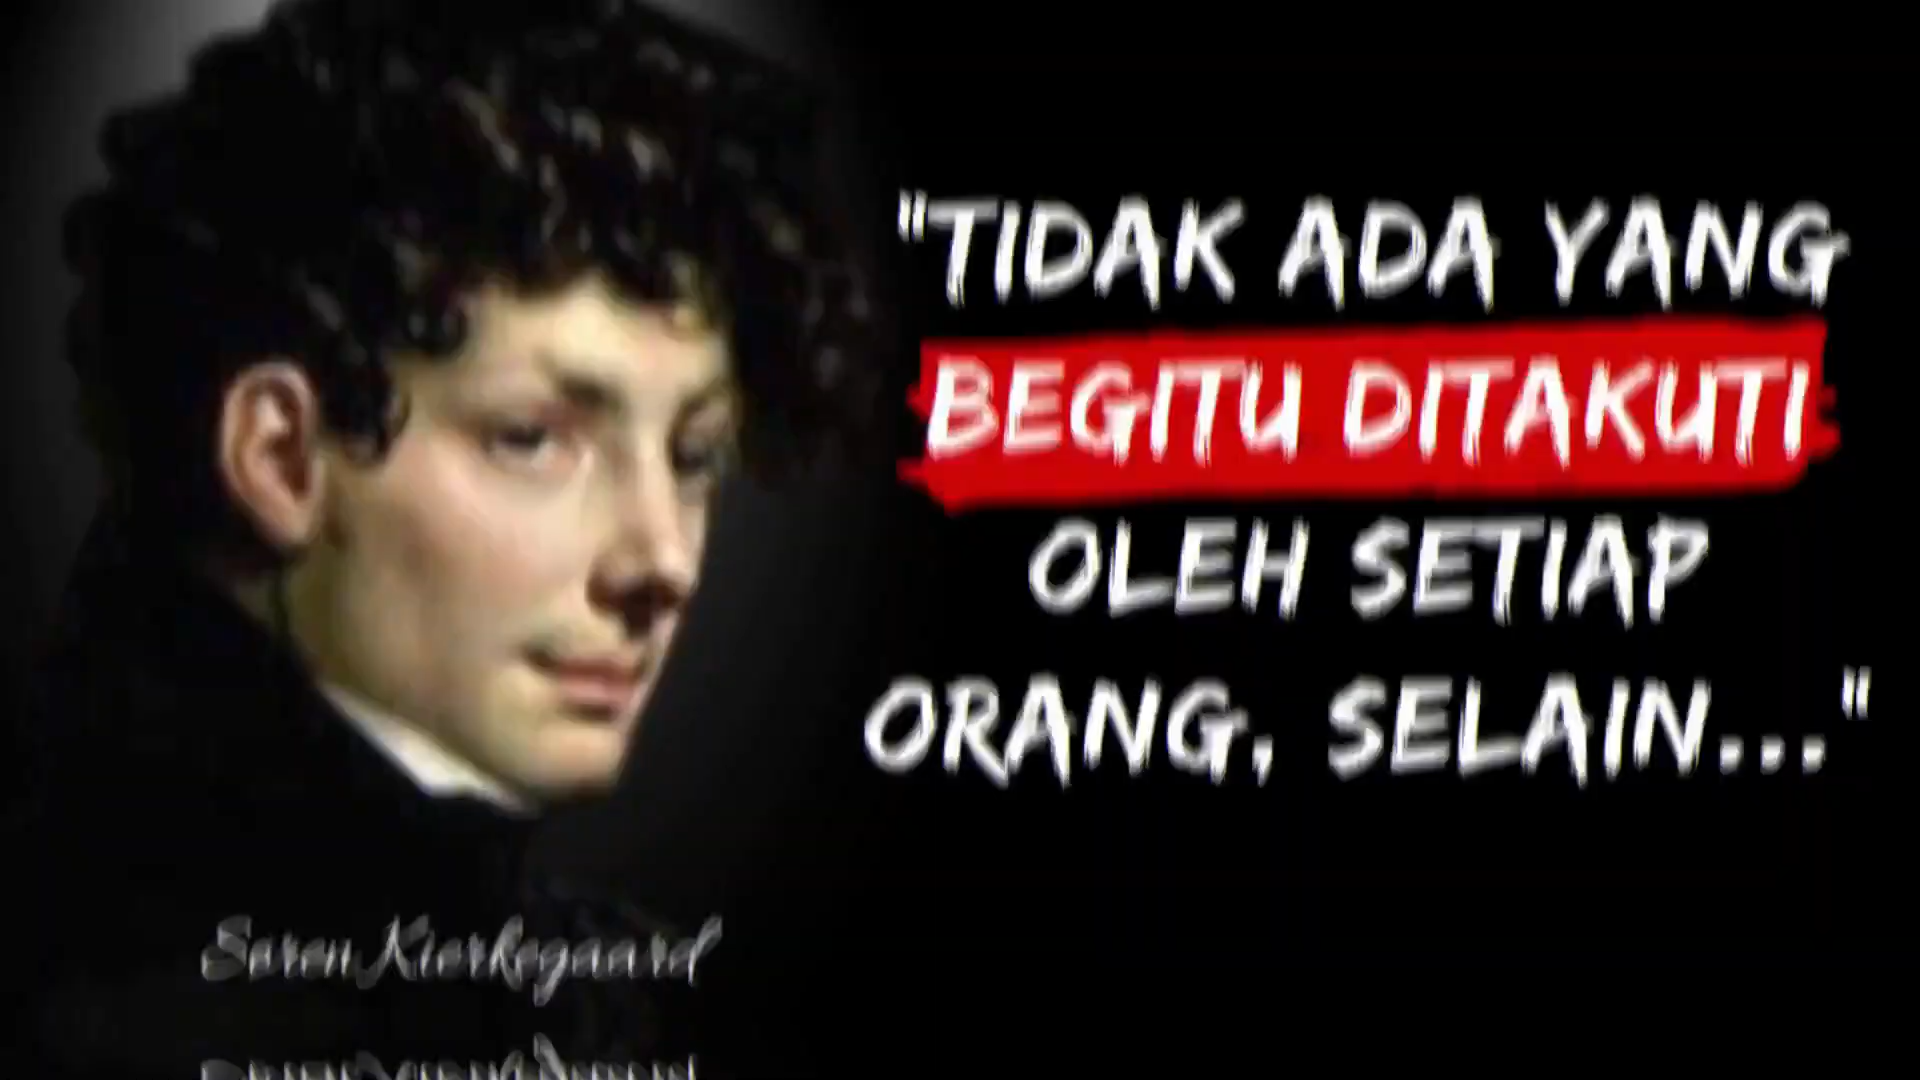 "TIDAK ADA YANG
BEGITU DITAKUTI
OLEH SETIAP
ORANG, SELAIN..."
Søren Kierkegaard